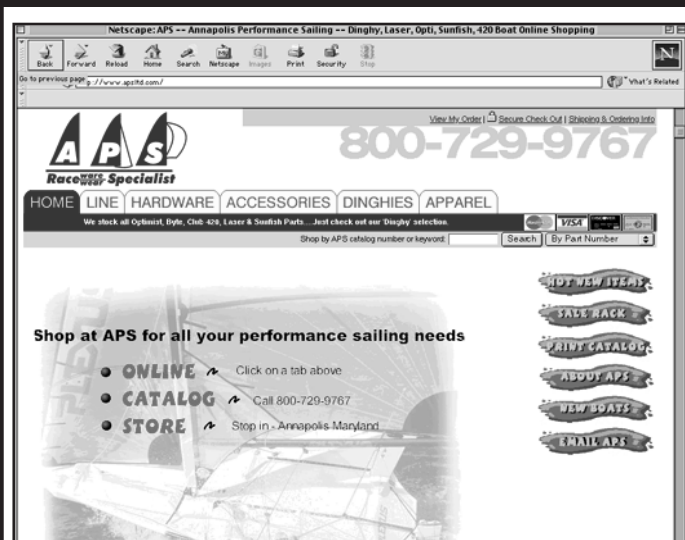 Netscape: APS -- Annapolis Performance Sailing -- Dinghy, Laser, Opti, Sunfish, 420 Boat Online Shopping
Back Forward Reload Home Search Netscape Images Print Security Stop
N
Go to previous page p://www.apsltd.com/ What's Related
View My Order | Secure Check Out | Shipping & Ordering Info
800-729-9767
APS
Raceware wear Specialist
HOME LINE HARDWARE ACCESSORIES DINGHIES APPAREL
We stock all Optimist, Byte, Club 420, Laser & Sunfish Parts....Just check out our 'Dinghy' selection.
VISA
Shop by APS catalog number or keyword: Search By Part Number
HOT NEW ITEMS
SALE RACK
Shop at APS for all your performance sailing needs
PRINT CATALOG
ONLINE Click on a tab above
ABOUT APS
CATALOG Call 800-729-9767
NEW BOATS
STORE Stop in - Annapolis Maryland
EMAIL APS